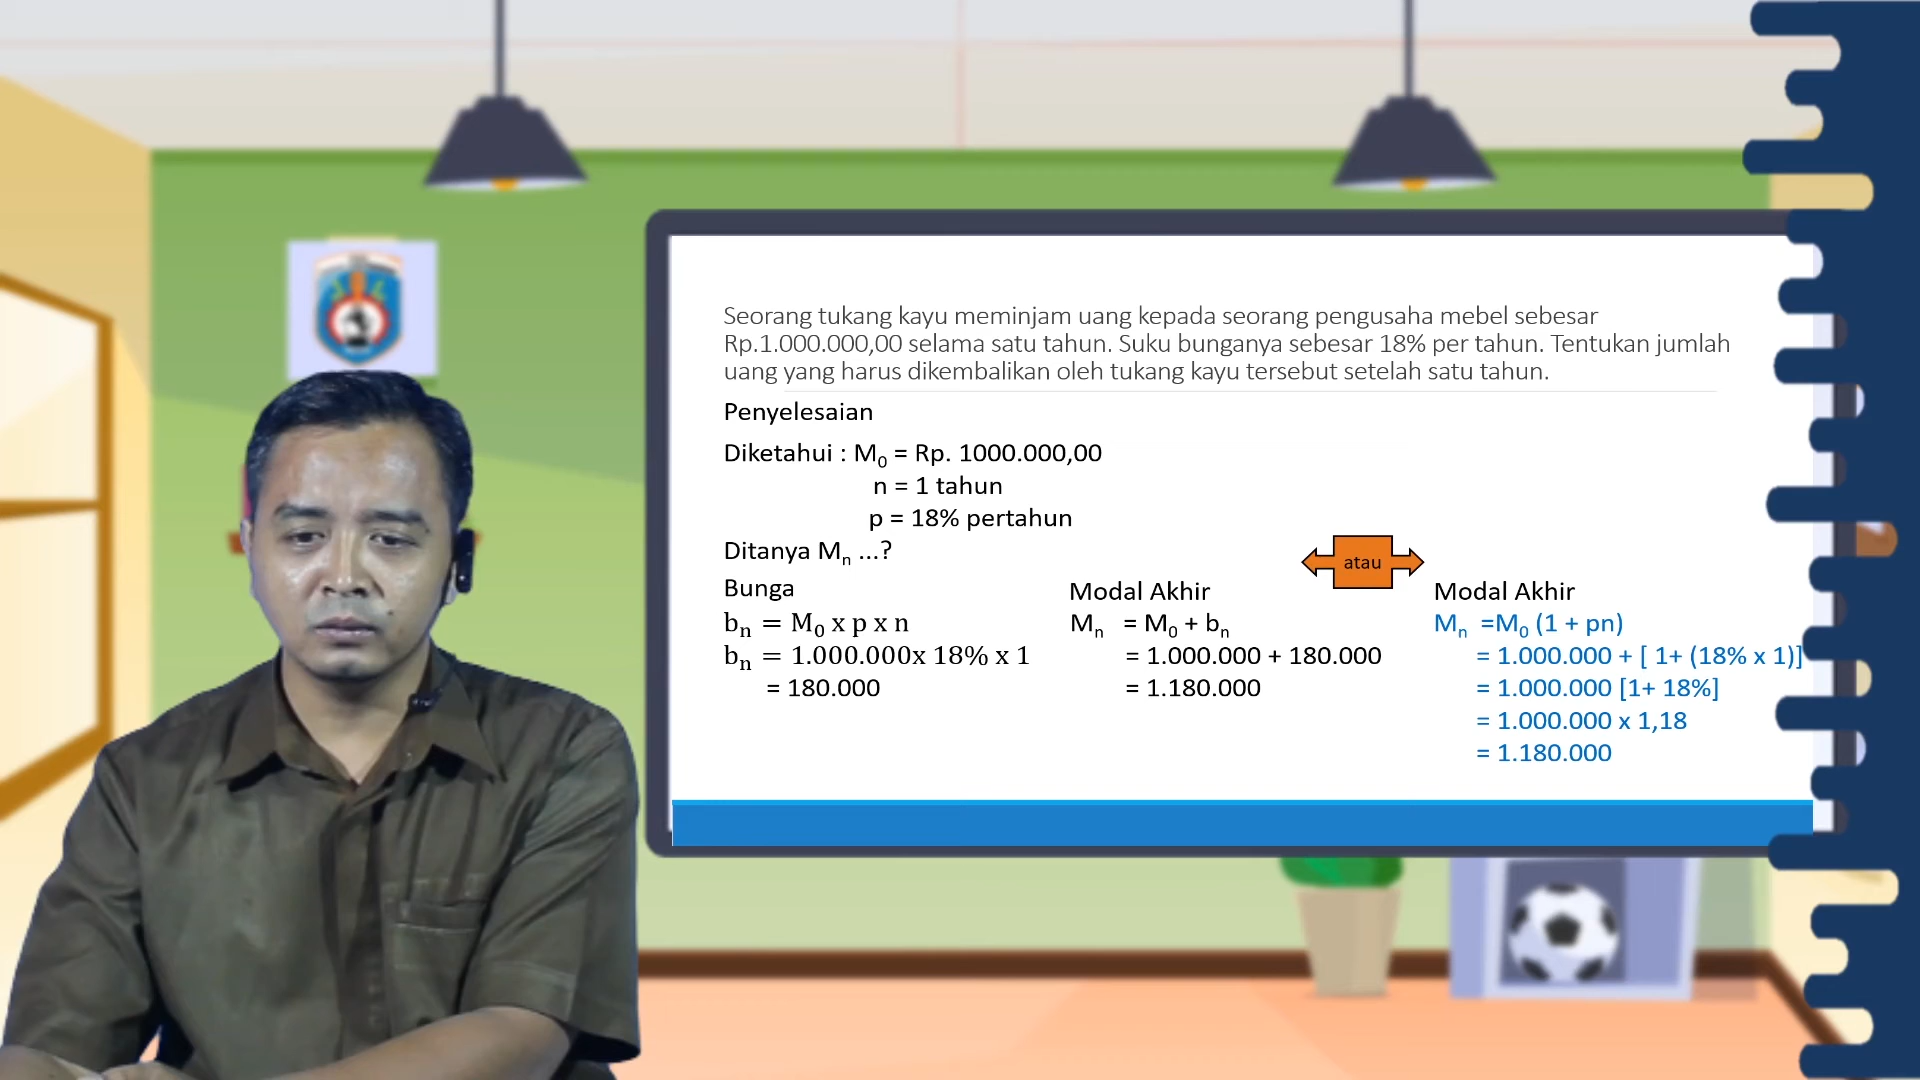 Seorang tukang kayu meminjam uang kepada seorang pengusaha mebel sebesar
Rp.1.000.000,00 selama satu tahun. Suku bunganya sebesar 18% per tahun. Tentukan jumlah
uang yang harus dikembalikan oleh tukang kayu tersebut setelah satu tahun.
Penyelesaian
Diketahui : M₀ = Rp. 1000.000,00
n = 1 tahun
p = 18% pertahun
Ditanya Mₙ ...?
Bunga
bₙ = M₀ x p x n
bₙ = 1.000.000x 18% x 1
= 180.000
Modal Akhir
Mₙ = M₀ + bₙ
= 1.000.000 + 180.000
= 1.180.000
atau
Modal Akhir
Mₙ =M₀ (1 + pn)
= 1.000.000 + [ 1+ (18% x 1)]
= 1.000.000 [1+ 18%]
= 1.000.000 x 1,18
= 1.180.000